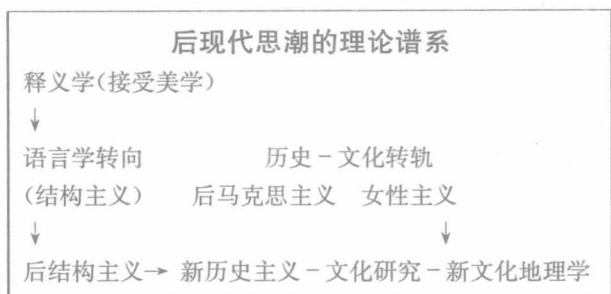 后现代思潮的理论谱系
释义学(接受美学)
↓
语言学转向 历史-文化转轨
(结构主义) 后马克思主义 女性主义
↓ ↓
后结构主义→ 新历史主义-文化研究-新文化地理学